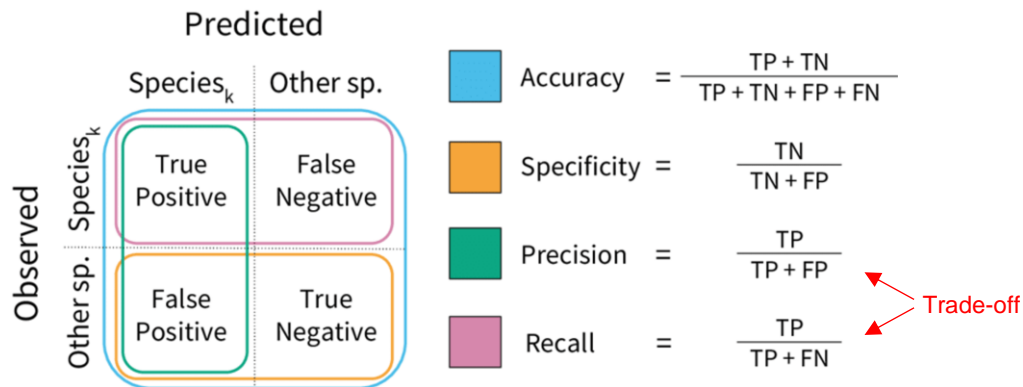 Predicted
Species_k
Other sp.
Observed
Species_k
Other sp.
True
Positive
False
Negative
False
Positive
True
Negative
Accuracy = TP + TN
TP + TN + FP + FN
Specificity = TN
TN + FP
Precision = TP
TP + FP
Recall = TP
TP + FN
Trade-off